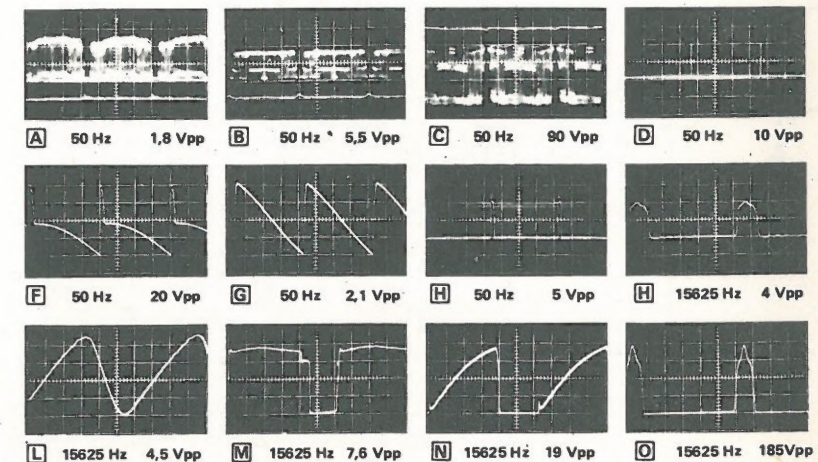 A 50 Hz 1,8 Vpp
B 50 Hz 5,5 Vpp
C 50 Hz 90 Vpp
D 50 Hz 10 Vpp
F 50 Hz 20 Vpp
G 50 Hz 2,1 Vpp
H 50 Hz 5 Vpp
H 15625 Hz 4 Vpp
L 15625 Hz 4,5 Vpp
M 15625 Hz 7,6 Vpp
N 15625 Hz 19 Vpp
O 15625 Hz 185Vpp